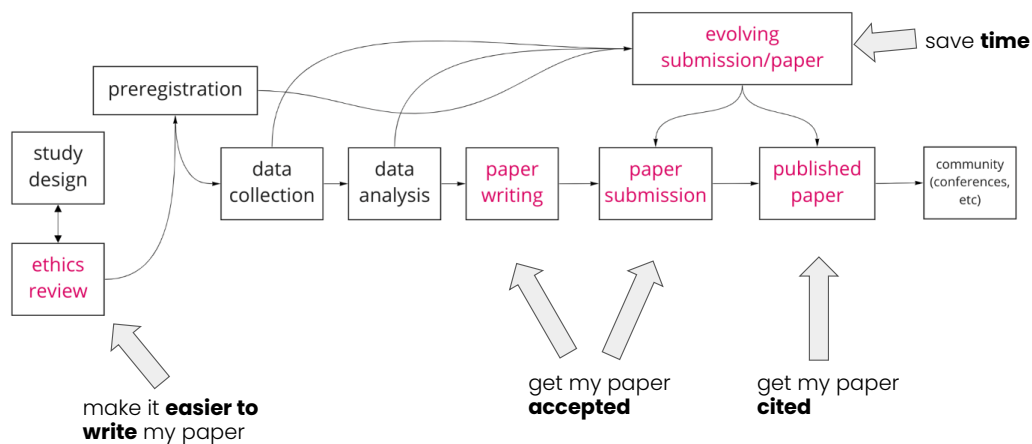 evolving
submission/paper
save time
preregistration
study
design
data
collection
data
analysis
paper
writing
paper
submission
published
paper
community
(conferences,
etc)
ethics
review
make it easier to
write my paper
get my paper
accepted
get my paper
cited